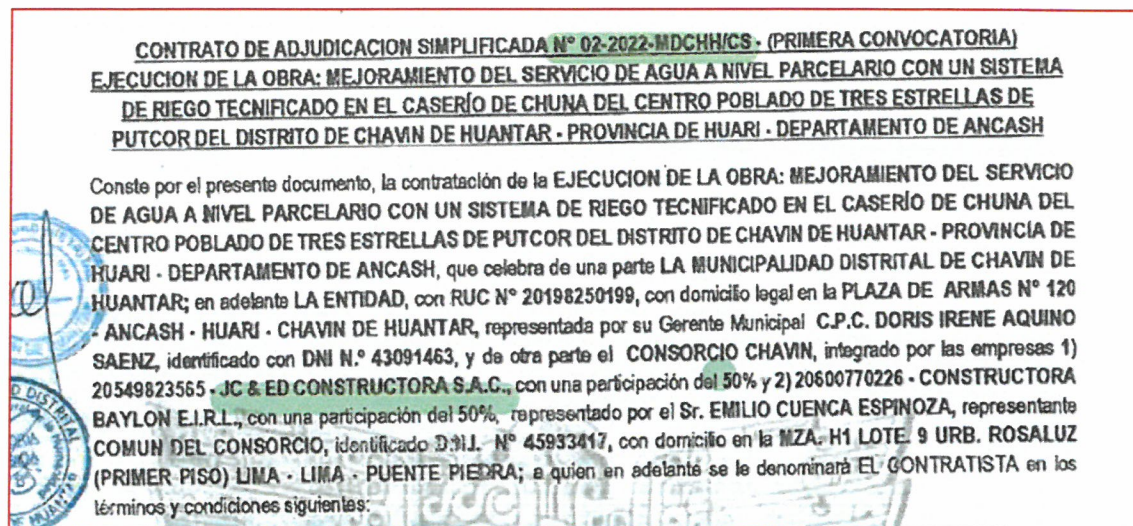 CONTRATO DE ADJUDICACION SIMPLIFICADA N° 02-2022-MDCHH/CS - (PRIMERA CONVOCATORIA)
EJECUCION DE LA OBRA: MEJORAMIENTO DEL SERVICIO DE AGUA A NIVEL PARCELARIO CON UN SISTEMA
DE RIEGO TECNIFICADO EN EL CASERÍO DE CHUNA DEL CENTRO POBLADO DE TRES ESTRELLAS DE
PUTCOR DEL DISTRITO DE CHAVIN DE HUANTAR - PROVINCIA DE HUARI - DEPARTAMENTO DE ANCASH
Conste por el presente documento, la contratación de la EJECUCION DE LA OBRA: MEJORAMIENTO DEL SERVICIO
DE AGUA A NIVEL PARCELARIO CON UN SISTEMA DE RIEGO TECNIFICADO EN EL CASERÍO DE CHUNA DEL
CENTRO POBLADO DE TRES ESTRELLAS DE PUTCOR DEL DISTRITO DE CHAVIN DE HUANTAR - PROVINCIA DE
HUARI - DEPARTAMENTO DE ANCASH, que celebra de una parte LA MUNICIPALIDAD DISTRITAL DE CHAVIN DE
HUANTAR; en adelante LA ENTIDAD, con RUC N° 20198250199, con domicilio legal en la PLAZA DE ARMAS N° 120
- ANCASH - HUARI - CHAVIN DE HUANTAR, representada por su Gerente Municipal C.P.C. DORIS IRENE AQUINO
SAENZ, identificado con DNI N.º 43091463, y de otra parte el CONSORCIO CHAVIN, integrado por las empresas 1)
20549823565 - JC & ED CONSTRUCTORA S.A.C., con una participación del 50% y 2) 20600770226 - CONSTRUCTORA
BAYLON E.I.R.L., con una participación del 50%, representado por el Sr. EMILIO CUENCA ESPINOZA, representante
COMUN DEL CONSORCIO, identificado D.N.I. N° 45933417, con domicilio en la MZA. H1 LOTE. 9 URB. ROSALUZ
(PRIMER PISO) LIMA - LIMA - PUENTE PIEDRA; a quien en adelante se le denominará EL CONTRATISTA en los
términos y condiciones siguientes: